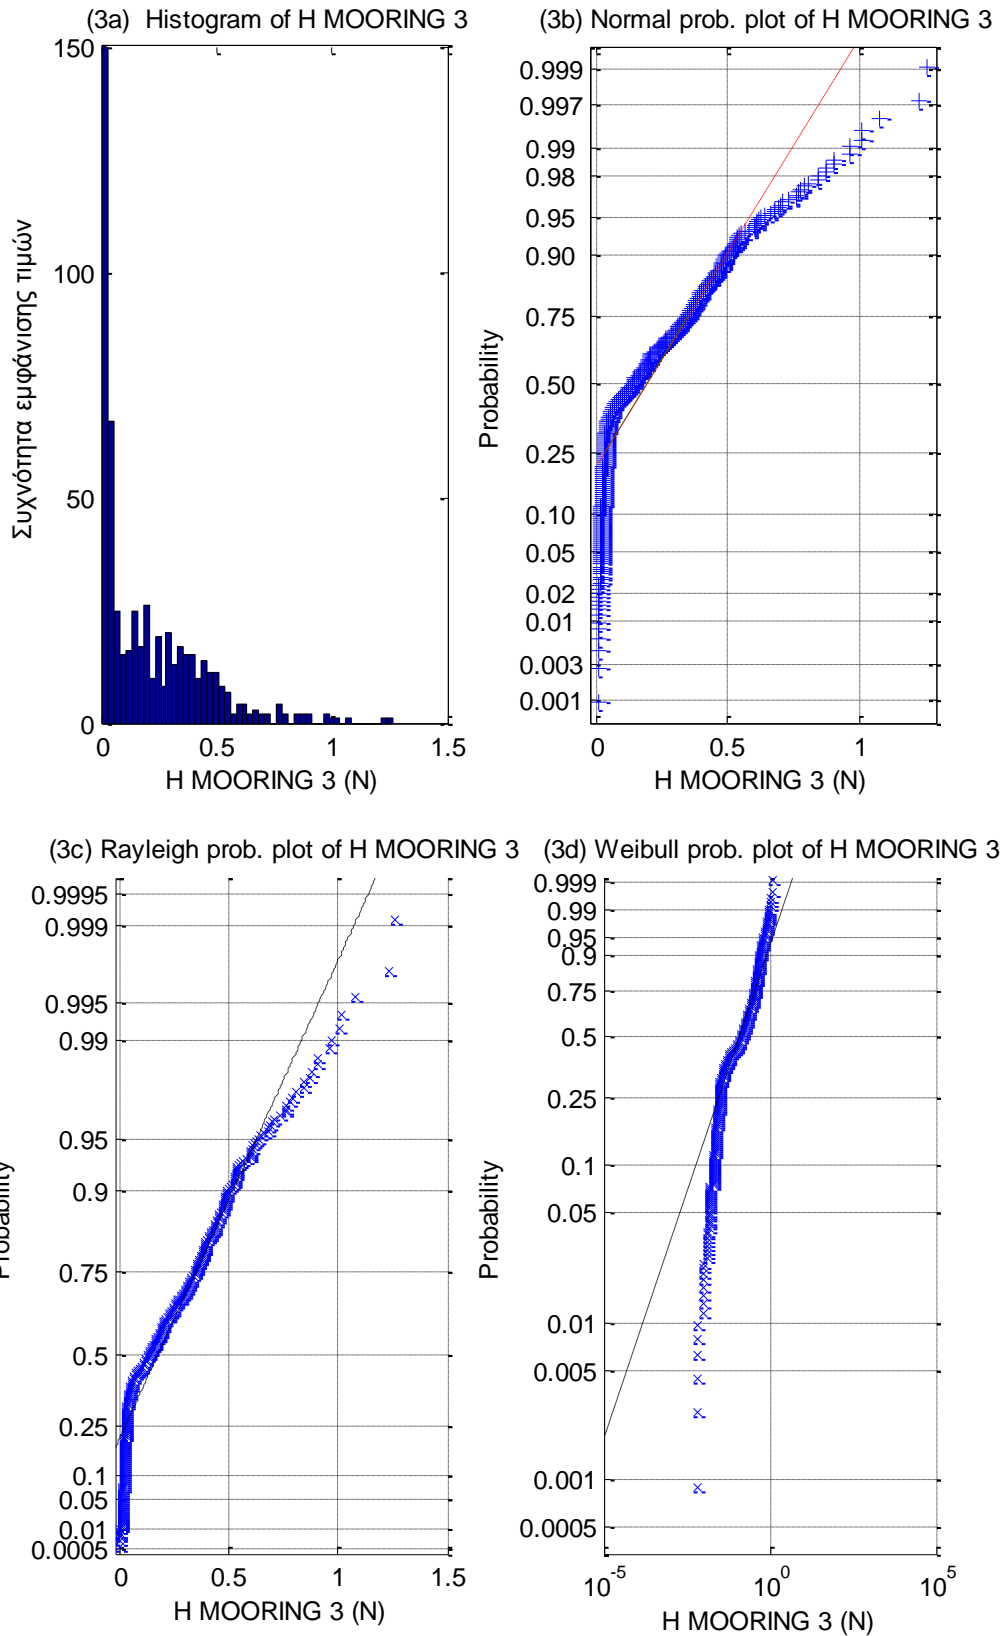 (3a) Histogram of H MOORING 3
150
100
50
0
Συχνότητα εμφάνισης τιμών
0 0.5 1 1.5
H MOORING 3 (N)
(3b) Normal prob. plot of H MOORING 3
0.999
0.997
0.99
0.98
0.95
0.90
0.75
0.50
0.25
0.10
0.05
0.02
0.01
0.003
0.001
Probability
0 0.5 1
H MOORING 3 (N)
(3c) Rayleigh prob. plot of H MOORING 3
0.9995
0.999
0.995
0.99
0.95
0.9
0.75
0.5
0.25
0.1
0.05
0.01
0.0005
Probability
0 0.5 1 1.5
H MOORING 3 (N)
(3d) Weibull prob. plot of H MOORING 3
0.999
0.99
0.95
0.9
0.75
0.5
0.25
0.1
0.05
0.01
0.005
0.001
0.0005
Probability
10^-5 10^0 10^5
H MOORING 3 (N)